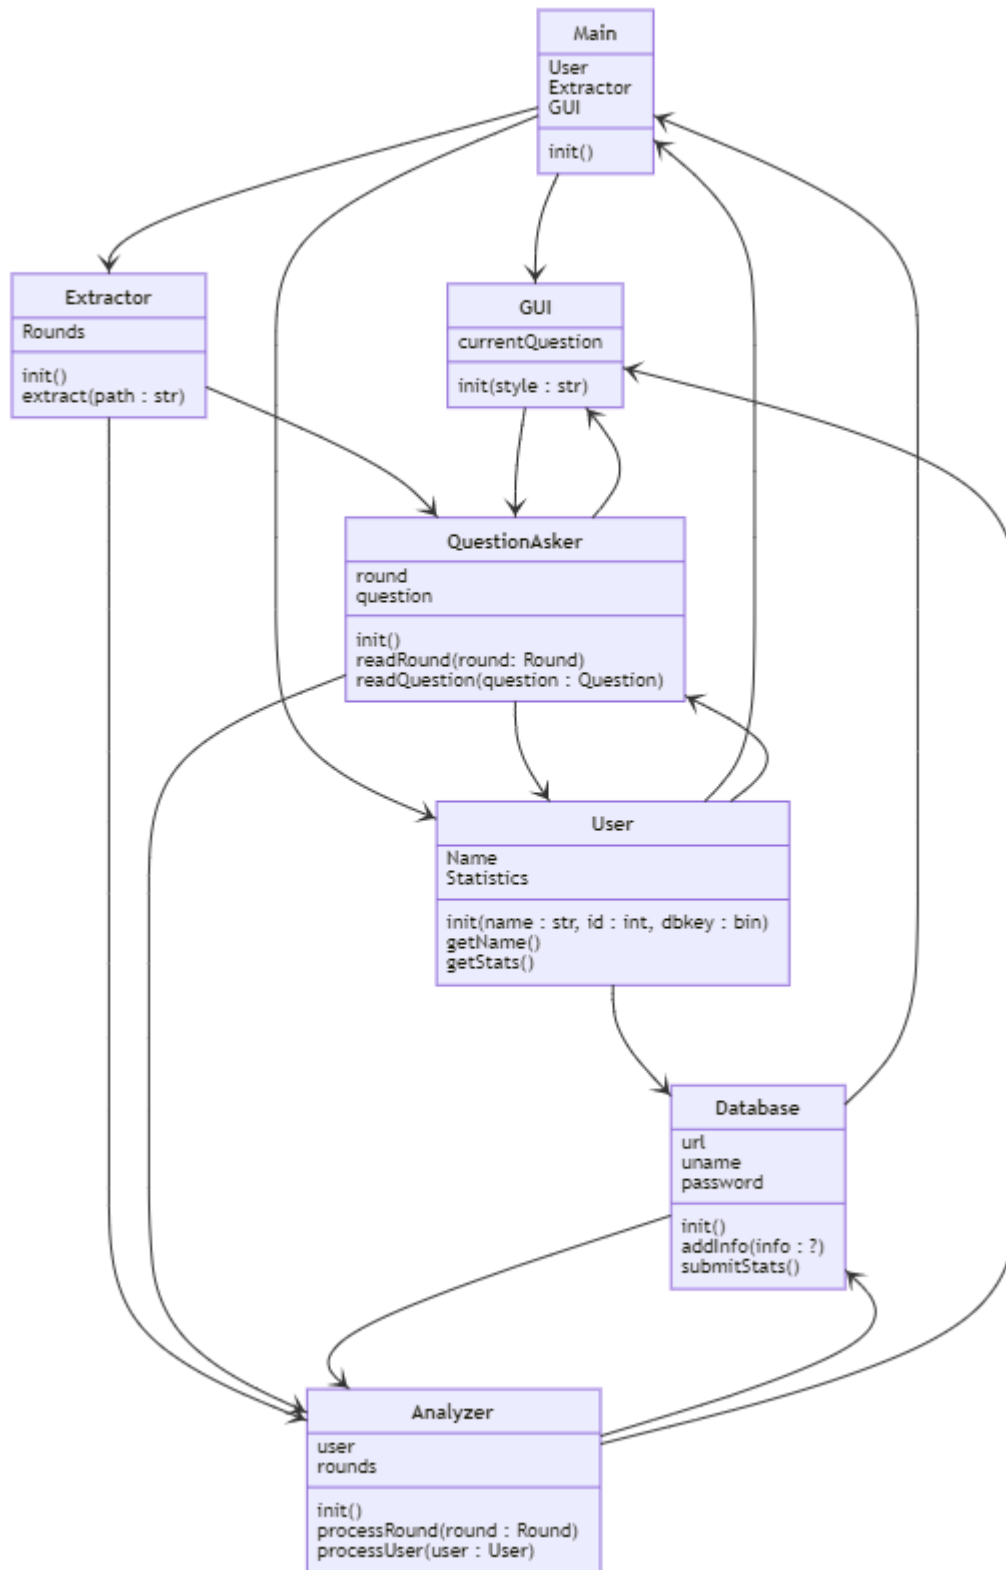 Main
User
Extractor
GUI
init()
Extractor
Rounds
init()
extract(path : str)
GUI
currentQuestion
init(style : str)
QuestionAsker
round
question
init()
readRound(round: Round)
readQuestion(question : Question)
User
Name
Statistics
init(name : str, id : int, dbkey : bin)
getName()
getStats()
Database
url
uname
password
init()
addInfo(info : ?)
submitStats()
Analyzer
user
rounds
init()
processRound(round : Round)
processUser(user : User)